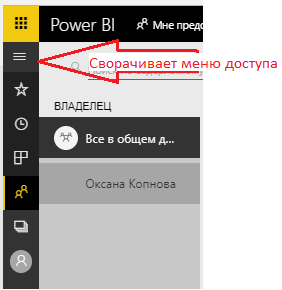 Power BI
Мне предо
Сворачивает меню доступа
ВЛАДЕЛЕЦ
Все в общем д...
Оксана Копнова